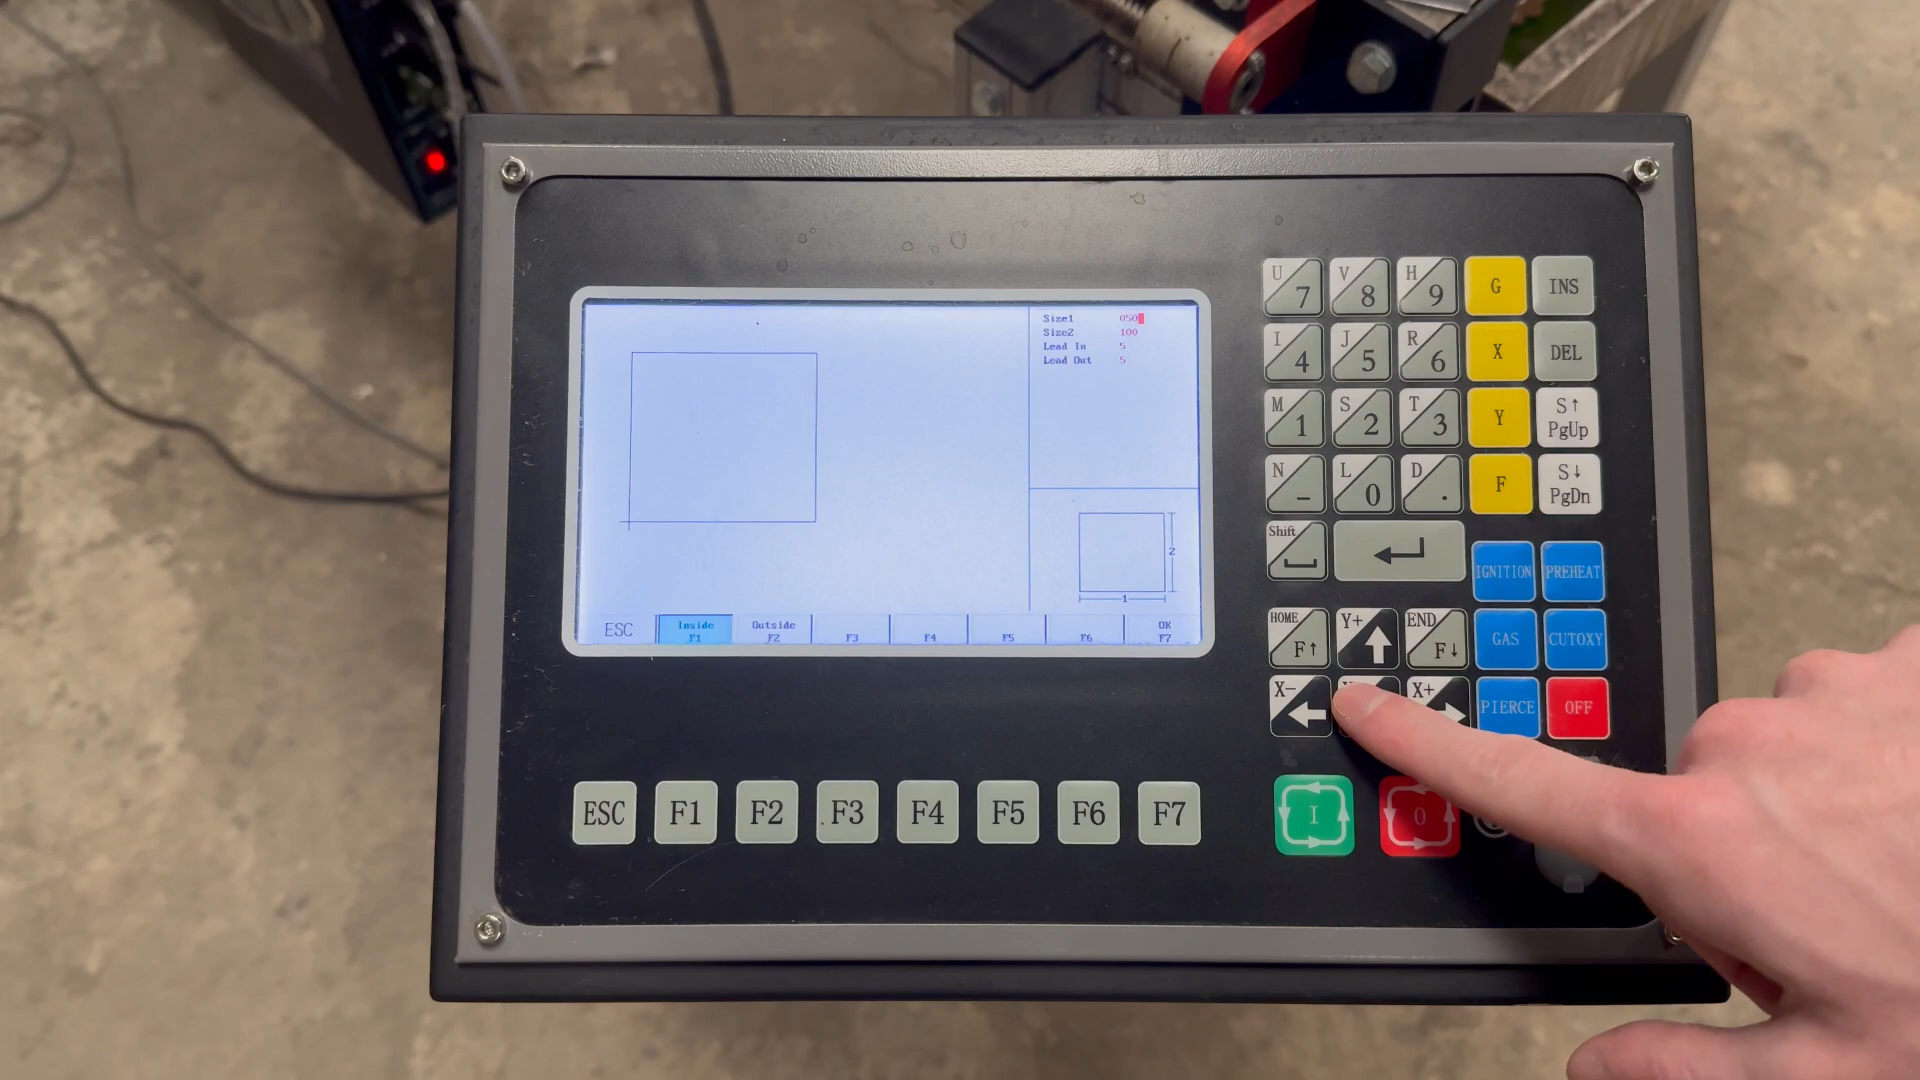 Size1 050
Size2 100
Lead In 5
Lead Out 5
2
1
ESC
Inside F1
Outside F2
F3
F4
F5
F6
OK F7
ESC F1 F2 F3 F4 F5 F6 F7
U 7 V 8 H 9 G INS
I 4 J 5 R 6 X DEL
M 1 S 2 T 3 Y S↑ PgUp
N - L 0 D . F S↓ PgDn
Shift
IGNITION PREHEAT
HOME F↑ Y+ END F↓ GAS CUTOXY
X- X+ PIERCE OFF
I 0